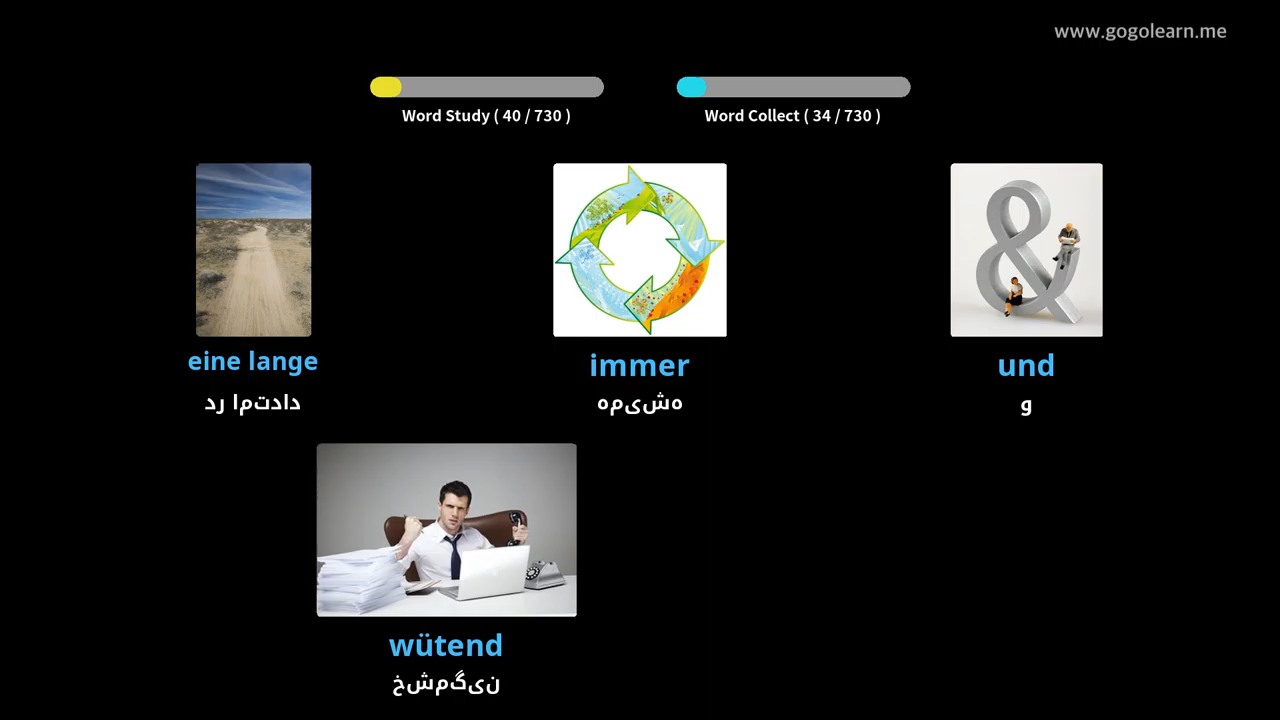 www.gogolearn.me
Word Study ( 40 / 730 )
Word Collect ( 34 / 730 )
eine lange
در امتداد
immer
همیشه
und
و
wütend
خشمگین